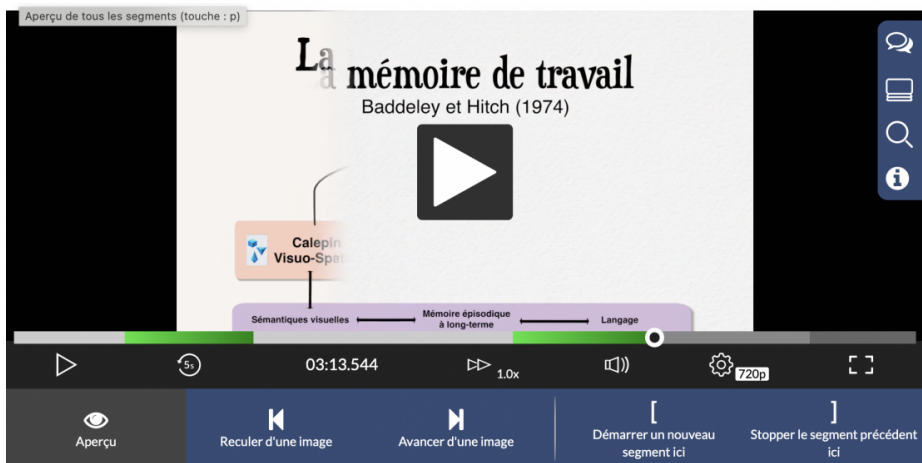 Aperçu de tous les segments (touche : p)
La mémoire de travail
Baddeley et Hitch (1974)
Calepin
Visuo-Spat
Sémantiques visuelles
Mémoire épisodique
à long-terme
Langage
5s
03:13.544
1.0x
720p
Aperçu
Reculer d'une image
Avancer d'une image
[
Démarrer un nouveau
segment ici
]
Stopper le segment précédent
ici